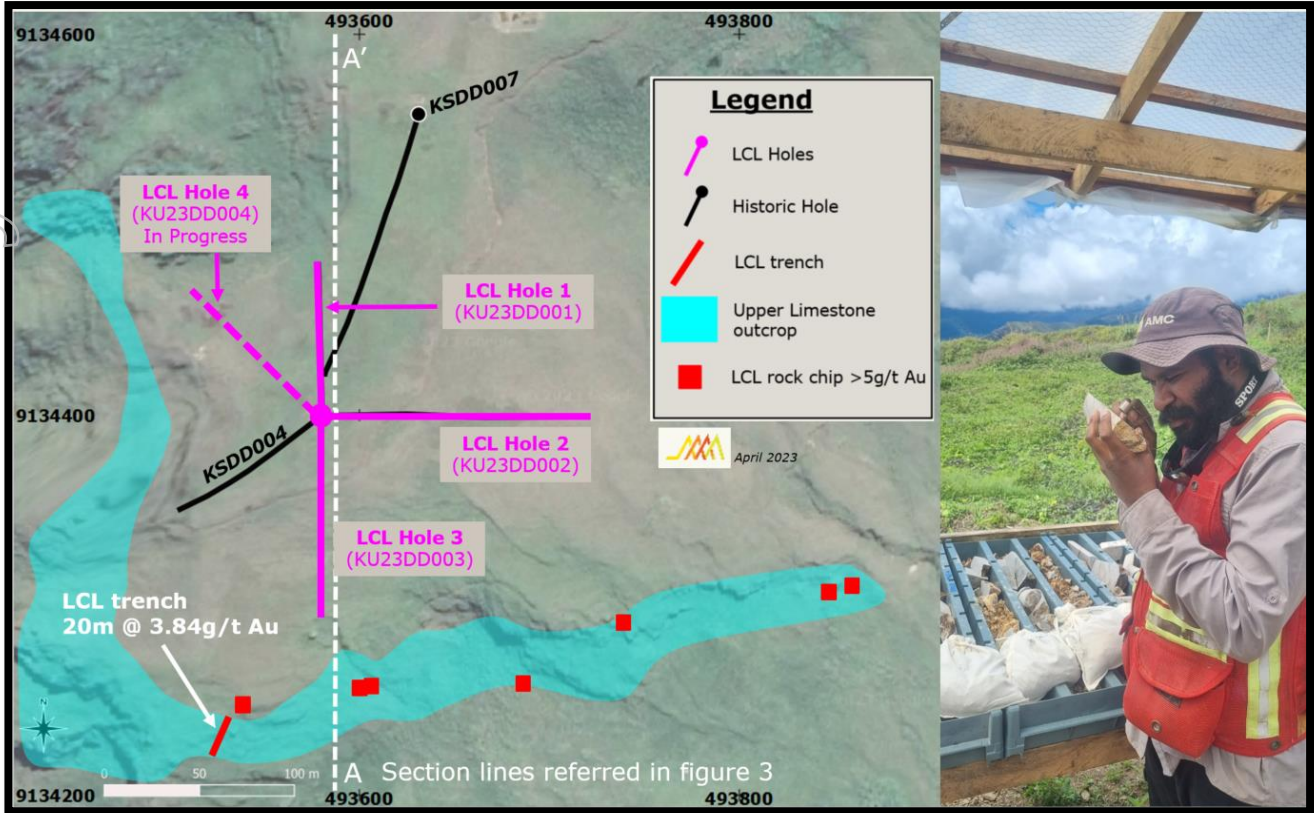 493600
493800
9134600
A'
KSDD007
Legend
LCL Holes
Historic Hole
LCL trench
Upper Limestone
outcrop
LCL rock chip >5g/t Au
LCL Hole 4
(KU23DD004)
In Progress
LCL Hole 1
(KU23DD001)
AMC
SPORT
9134400
KSDD004
LCL Hole 2
(KU23DD002)
April 2023
LCL Hole 3
(KU23DD003)
LCL trench
20m @ 3.84g/t Au
N
0 50 100 m
A Section lines referred in figure 3
9134200
493600
493800